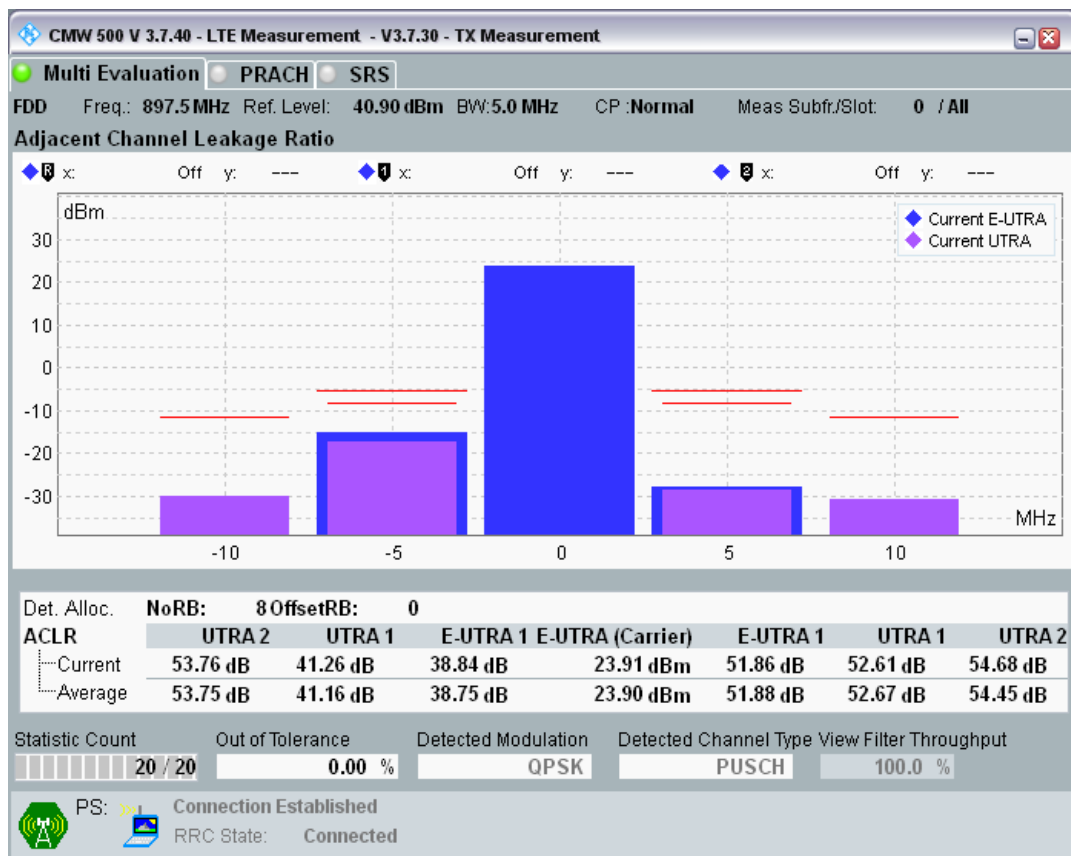 CMW 500 V 3.7.40 - LTE Measurement - V3.7.30 - TX Measurement
Multi Evaluation PRACH SRS
FDD Freq.: 897.5 MHz Ref. Level: 40.90 dBm BW:5.0 MHz CP :Normal Meas Subfr./Slot: 0 / All
Adjacent Channel Leakage Ratio
R x: Off y: --- 1 x: Off y: --- 2 x: Off y: ---
dBm
Current E-UTRA
Current UTRA
30
20
10
0
-10
-20
-30
MHz
-10 -5 0 5 10
Det. Alloc. NoRB: 8 OffsetRB: 0
ACLR UTRA 2 UTRA 1 E-UTRA 1 E-UTRA (Carrier) E-UTRA 1 UTRA 1 UTRA 2
Current 53.76 dB 41.26 dB 38.84 dB 23.91 dBm 51.86 dB 52.61 dB 54.68 dB
Average 53.75 dB 41.16 dB 38.75 dB 23.90 dBm 51.88 dB 52.67 dB 54.45 dB
Statistic Count Out of Tolerance Detected Modulation Detected Channel Type View Filter Throughput
20 / 20 0.00 % QPSK PUSCH 100.0 %
PS: Connection Established
RRC State: Connected